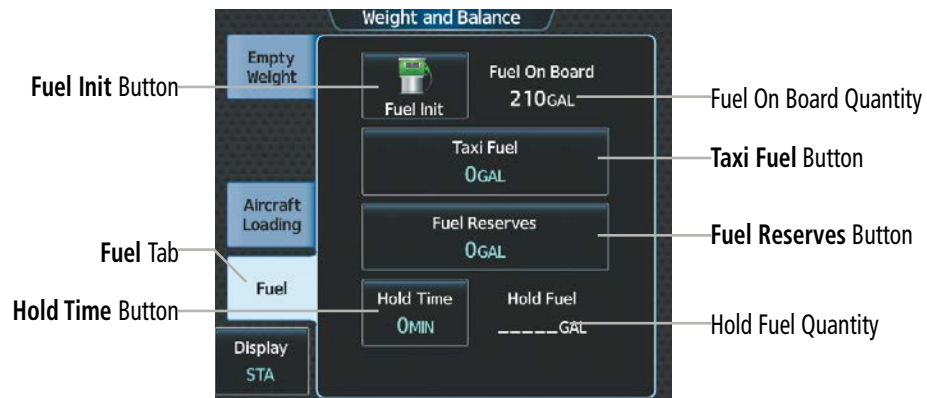 Weight and Balance
Empty
Weight
Fuel Init Button
Fuel Init
Fuel On Board
210GAL
Fuel On Board Quantity
Taxi Fuel
0GAL
Taxi Fuel Button
Aircraft
Loading
Fuel Reserves
0GAL
Fuel Reserves Button
Fuel Tab
Fuel
Hold Time Button
Hold Time
0MIN
Hold Fuel
_____GAL
Hold Fuel Quantity
Display
STA